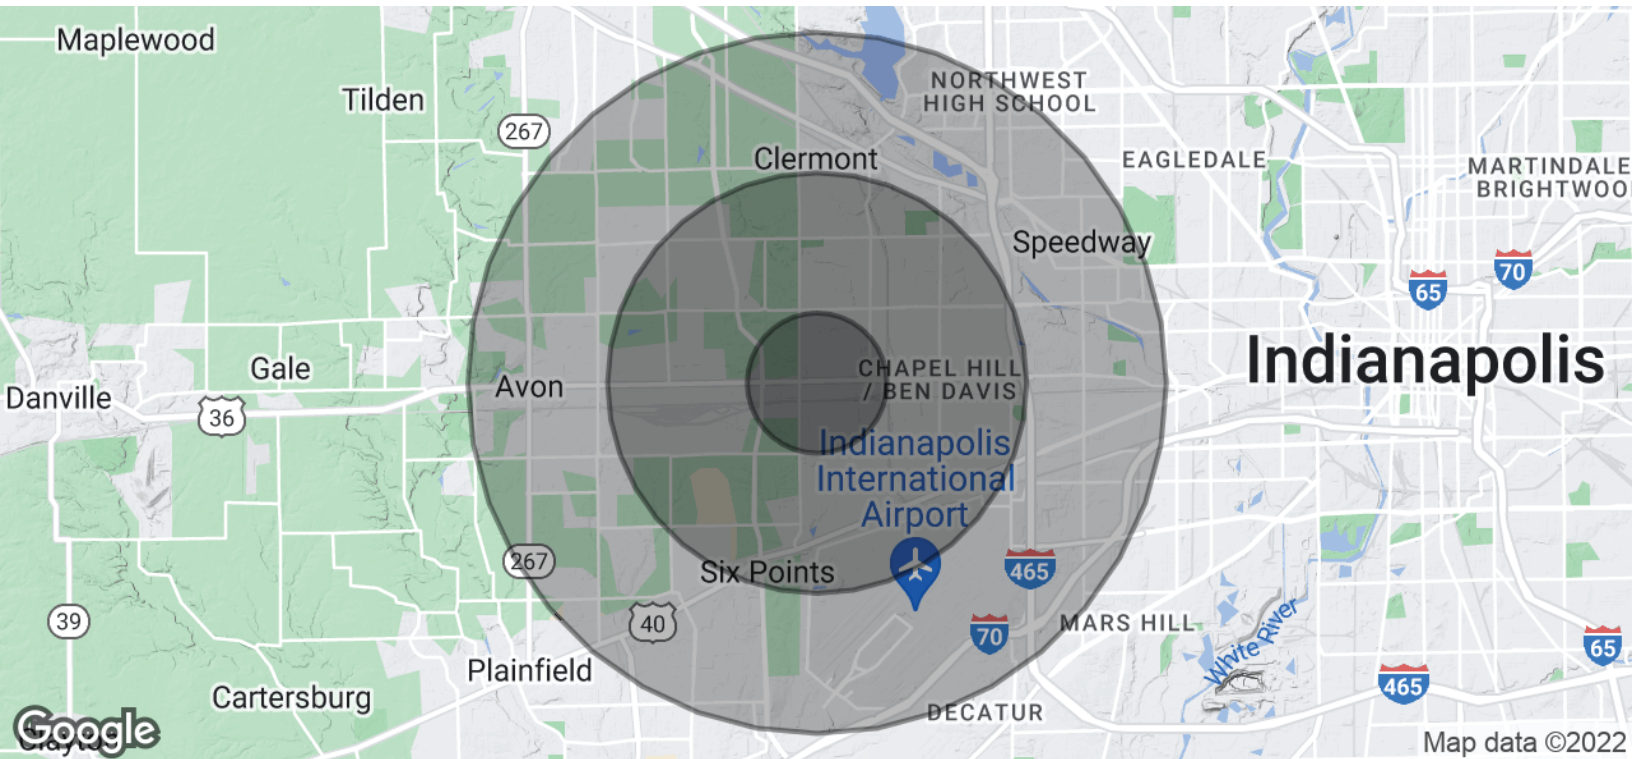 Maplewood
Tilden
267
NORTHWEST
HIGH SCHOOL
Clermont
EAGLEDALE
MARTINDALE
BRIGHTWOO
Speedway
65
70
Indianapolis
Gale
Danville
36
Avon
CHAPEL HILL
/ BEN DAVIS
Indianapolis
International
Airport
267
Six Points
465
39
40
70
MARS HILL
White River
65
Plainfield
465
Cartersburg
DECATUR
Google
Map data ©2022